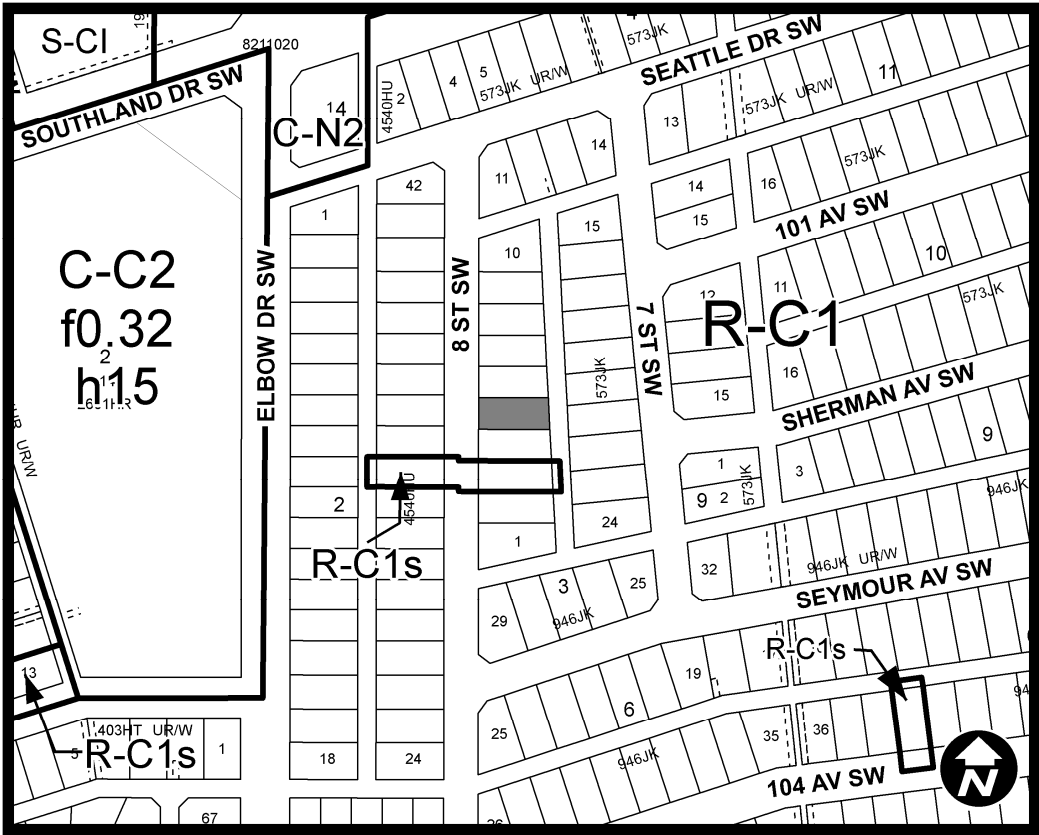 S-CI
19
8211020
SOUTHLAND DR SW
14
C-N2
4540HU
2
4
5
573JK UR/W
573JK
SEATTLE DR SW
11
573JK UR/W
13
14
11
42
1
14
15
16
573JK
101 AV SW
15
10
C-C2
f0.32
2
h15
ELBOW DR SW
8 ST SW
7 ST SW
573JK
12
11
R-C1
10
573JK
15
16
SHERMAN AV SW
UR/W
2
4540HU
R-C1s
1
9 2
573JK
3
9
946JK
24
1
3
25
29
946JK
32
946JK UR/W
SEYMOUR AV SW
R-C1s
13
R-C1s
403HT UR/W
5
1
18
24
25
6
19
946JK
35
36
104 AV SW
N
67
26